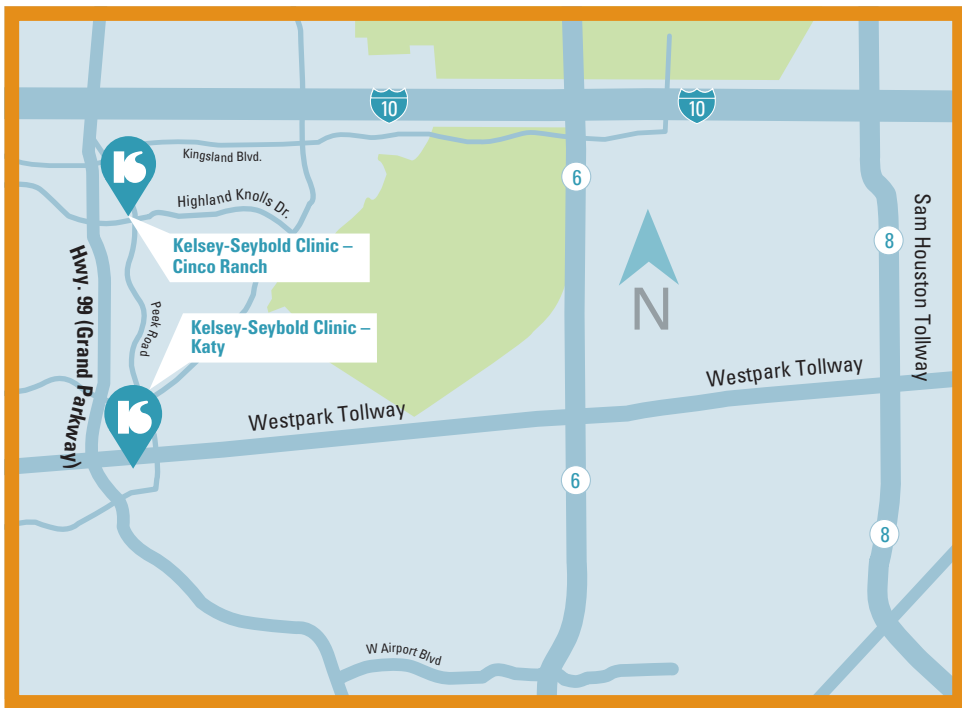 10
10
Kingsland Blvd.
6
Highland Knolls Dr.
Sam Houston Tollway
8
Kelsey-Seybold Clinic –
Cinco Ranch
Hwy. 99 (Grand Parkway)
N
Peek Road
Kelsey-Seybold Clinic –
Katy
Westpark Tollway
Westpark Tollway
6
8
W Airport Blvd
K
K